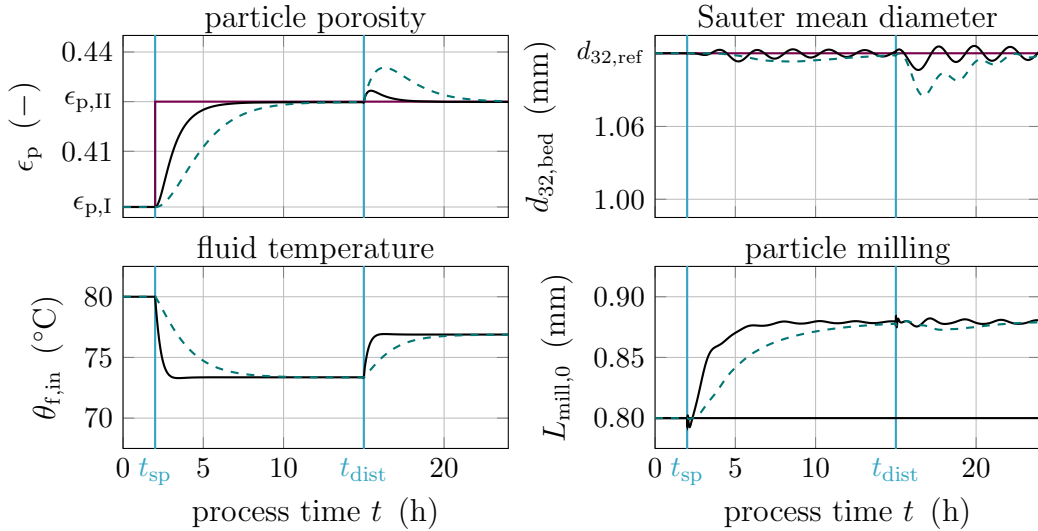 particle porosity
0.44
ϵp,II
0.41
ϵp,I
ϵp (−)
Sauter mean diameter
d32,ref
1.06
1.00
d32,bed (mm)
fluid temperature
80
75
70
θf,in (°C)
0 tsp 5 10 tdist 20
process time t (h)
particle milling
0.90
0.85
0.80
Lmill,0 (mm)
0 tsp 5 10 tdist 20
process time t (h)